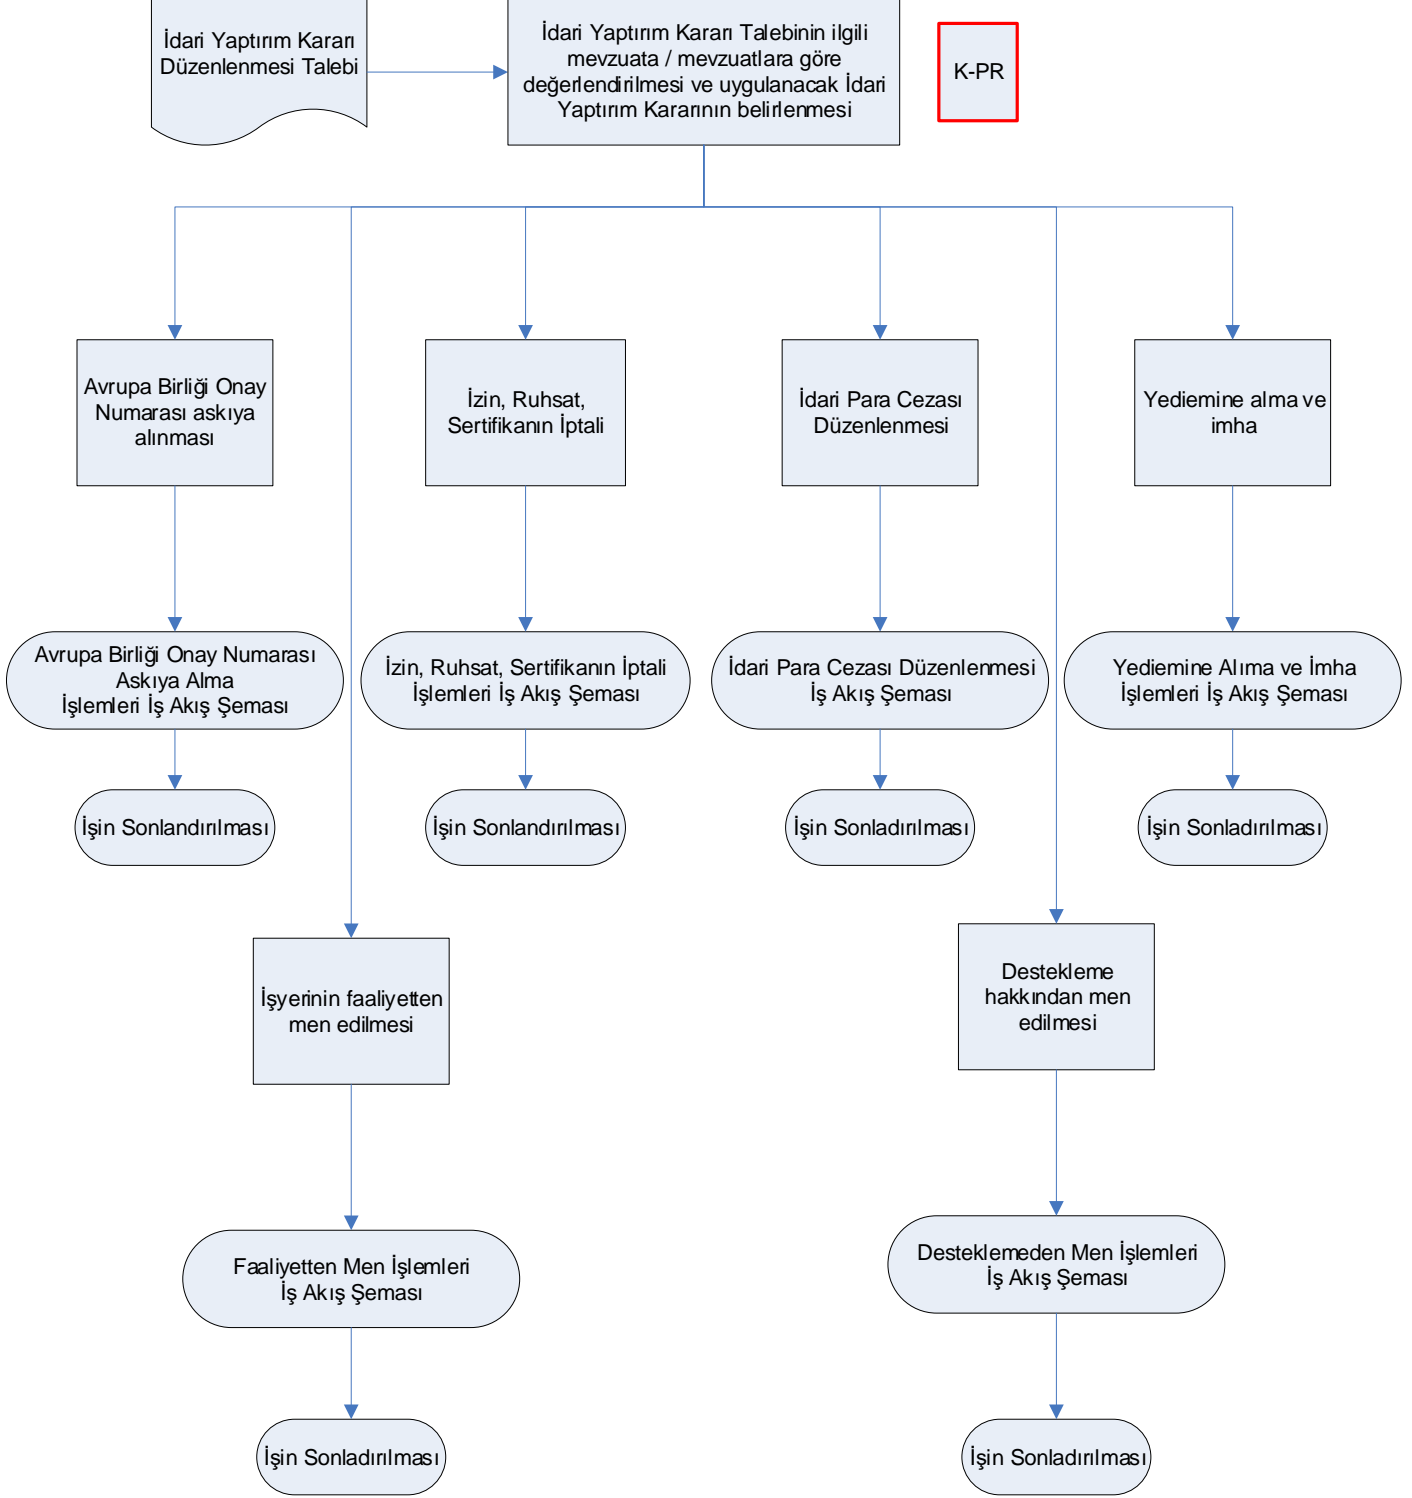 İdari Yaptırım Kararı
Düzenlenmesi Talebi
İdari Yaptırım Kararı Talebinin ilgili
mevzuata / mevzuatlara göre
değerlendirilmesi ve uygulanacak İdari
Yaptırım Kararının belirlenmesi
K-PR
Avrupa Birliği Onay
Numarası askıya
alınması
İzin, Ruhsat,
Sertifikanın İptali
İdari Para Cezası
Düzenlenmesi
Yediemine alma ve
imha
Avrupa Birliği Onay Numarası
Askıya Alma
İşlemleri İş Akış Şeması
İzin, Ruhsat, Sertifikanın İptali
İşlemleri İş Akış Şeması
İdari Para Cezası Düzenlenmesi
İş Akış Şeması
Yediemine Alıma ve İmha
İşlemleri İş Akış Şeması
İşin Sonlandırılması
İşin Sonlandırılması
İşin Sonladırılması
İşin Sonladırılması
İşyerinin faaliyetten
men edilmesi
Destekleme
hakkından men
edilmesi
Faaliyetten Men İşlemleri
İş Akış Şeması
Desteklemeden Men İşlemleri
İş Akış Şeması
İşin Sonladırılması
İşin Sonladırılması